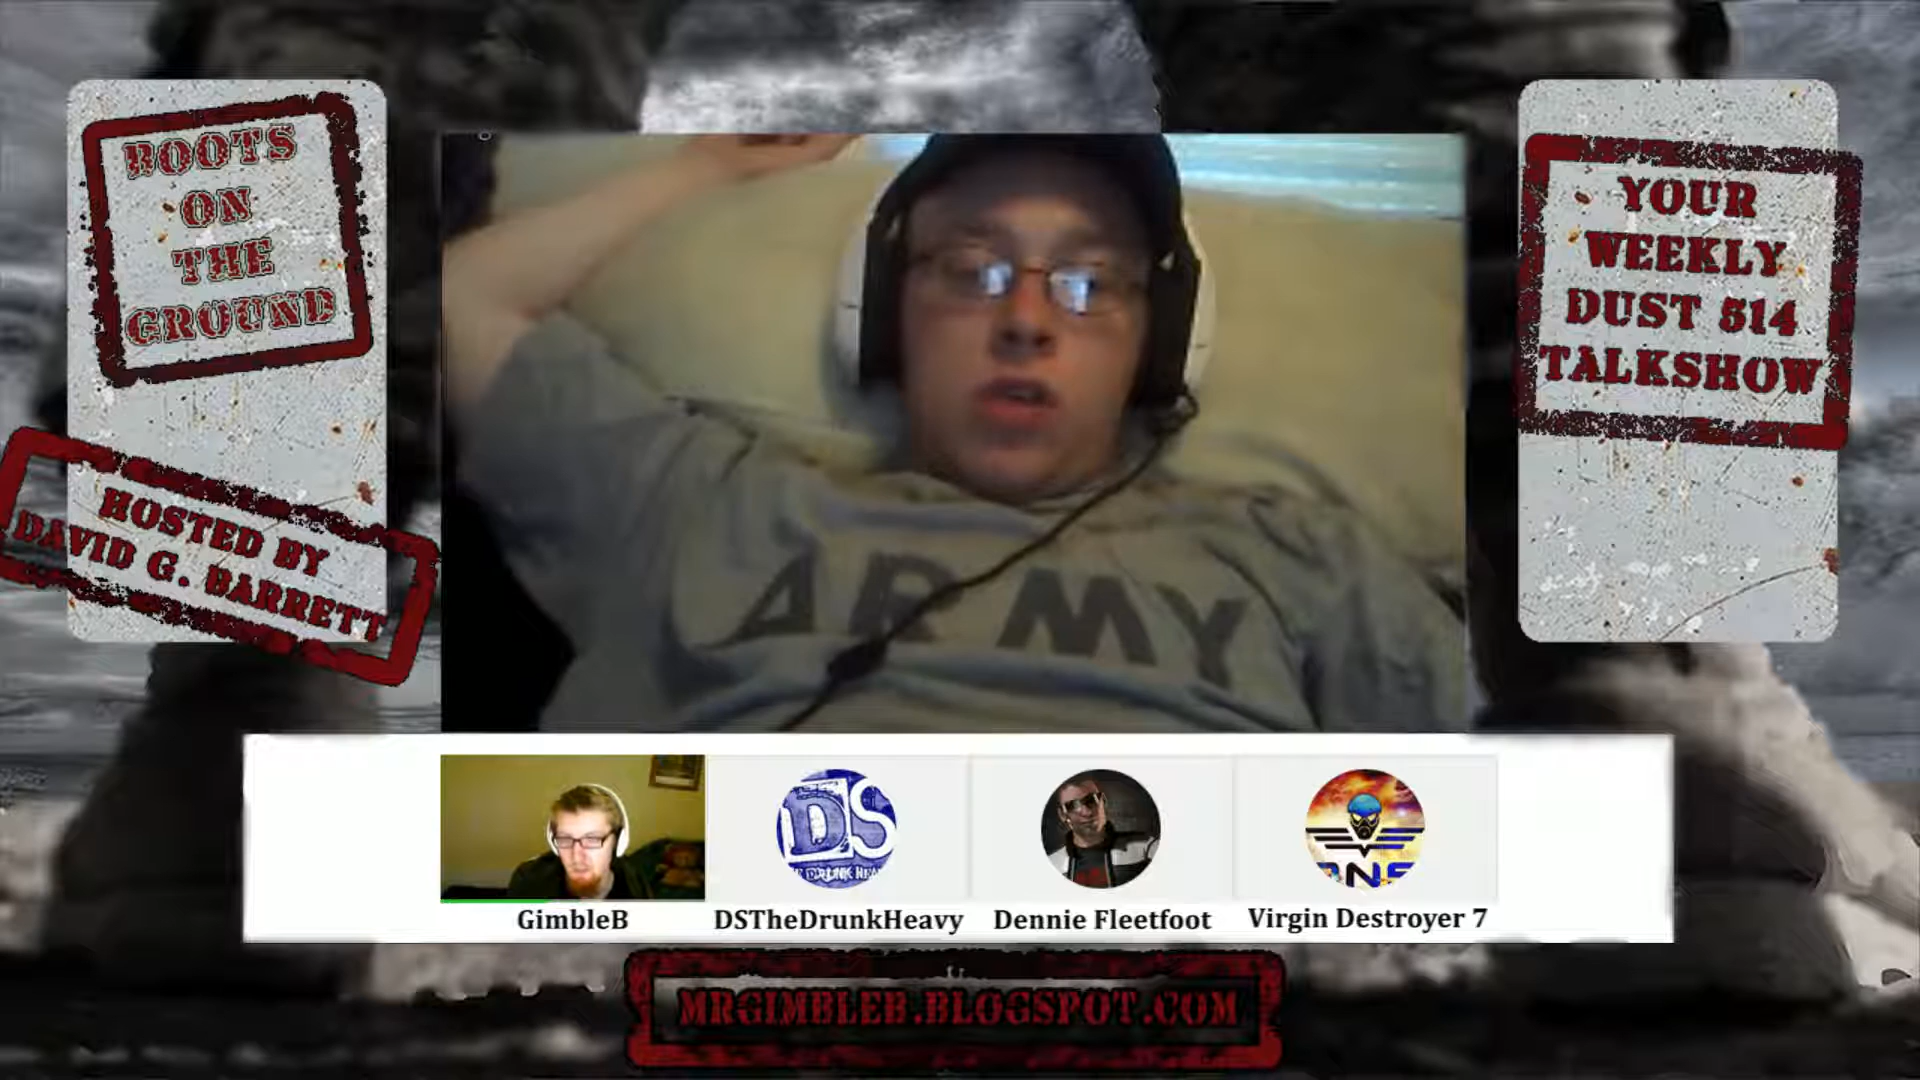 BOOTS
ON
THE
GROUND
HOSTED BY
DAVID G. BARRETT
YOUR
WEEKLY
DUST 514
TALKSHOW
ARMY
DS
GimbleB
DSTheDrunkHeavy
Dennie Fleetfoot
Virgin Destroyer 7
MRGIMBLEB.BLOGSPOT.COM